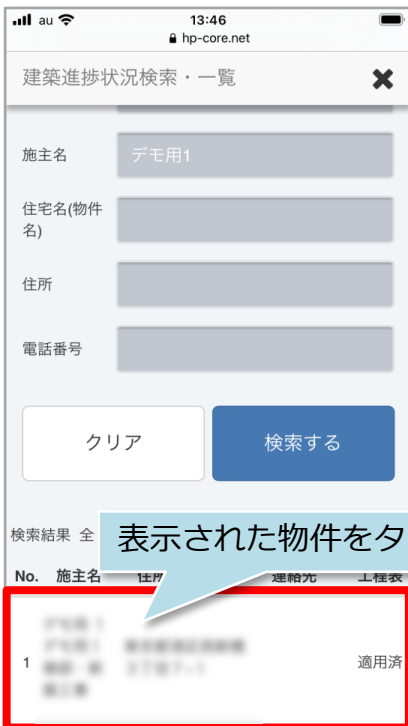 au 13:46
hp-core.net
建築進捗状況検索・一覧
施主名 デモ用1
住宅名(物件
名)
住所
電話番号
クリア 検索する
検索結果 全
表示された物件をタ
No. 施主名 住所 連絡先 工程表
1 適用済